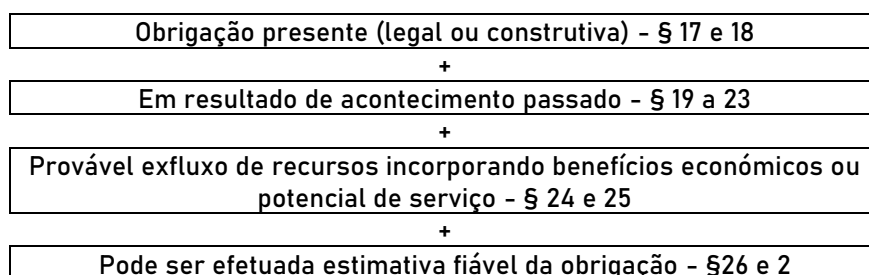 Obrigação presente (legal ou construtiva) - § 17 e 18
+
Em resultado de acontecimento passado - § 19 a 23
+
Provável exfluxo de recursos incorporando benefícios económicos ou
potencial de serviço - § 24 e 25
+
Pode ser efetuada estimativa fiável da obrigação - §26 e 2